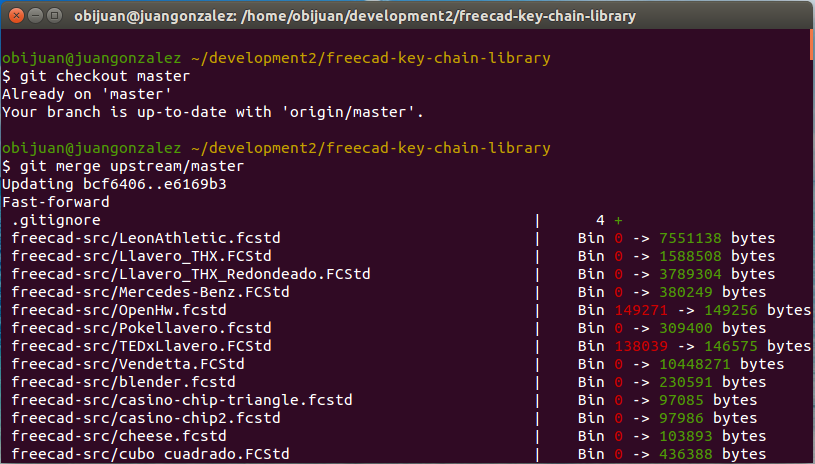 obijuan@juangonzalez: /home/obijuan/development2/freecad-key-chain-library
obijuan@juangonzalez ~/development2/freecad-key-chain-library
$ git checkout master
Already on 'master'
Your branch is up-to-date with 'origin/master'.
obijuan@juangonzalez ~/development2/freecad-key-chain-library
$ git merge upstream/master
Updating bcf6406..e6169b3
Fast-forward
 .gitignore | 4 +
 freecad-src/LeonAthletic.fcstd | Bin 0 -> 7551138 bytes
 freecad-src/Llavero_THX.FCStd | Bin 0 -> 1588508 bytes
 freecad-src/Llavero_THX_Redondeado.FCStd | Bin 0 -> 3789304 bytes
 freecad-src/Mercedes-Benz.FCStd | Bin 0 -> 380249 bytes
 freecad-src/OpenHw.fcstd | Bin 149271 -> 149256 bytes
 freecad-src/Pokellavero.fcstd | Bin 0 -> 309400 bytes
 freecad-src/TEDxLlavero.FCStd | Bin 138039 -> 146575 bytes
 freecad-src/Vendetta.FCStd | Bin 0 -> 10448271 bytes
 freecad-src/blender.fcstd | Bin 0 -> 230591 bytes
 freecad-src/casino-chip-triangle.fcstd | Bin 0 -> 97085 bytes
 freecad-src/casino-chip2.fcstd | Bin 0 -> 97986 bytes
 freecad-src/cheese.fcstd | Bin 0 -> 103893 bytes
 freecad-src/cubo_cuadrado.FCStd | Bin 0 -> 436388 bytes